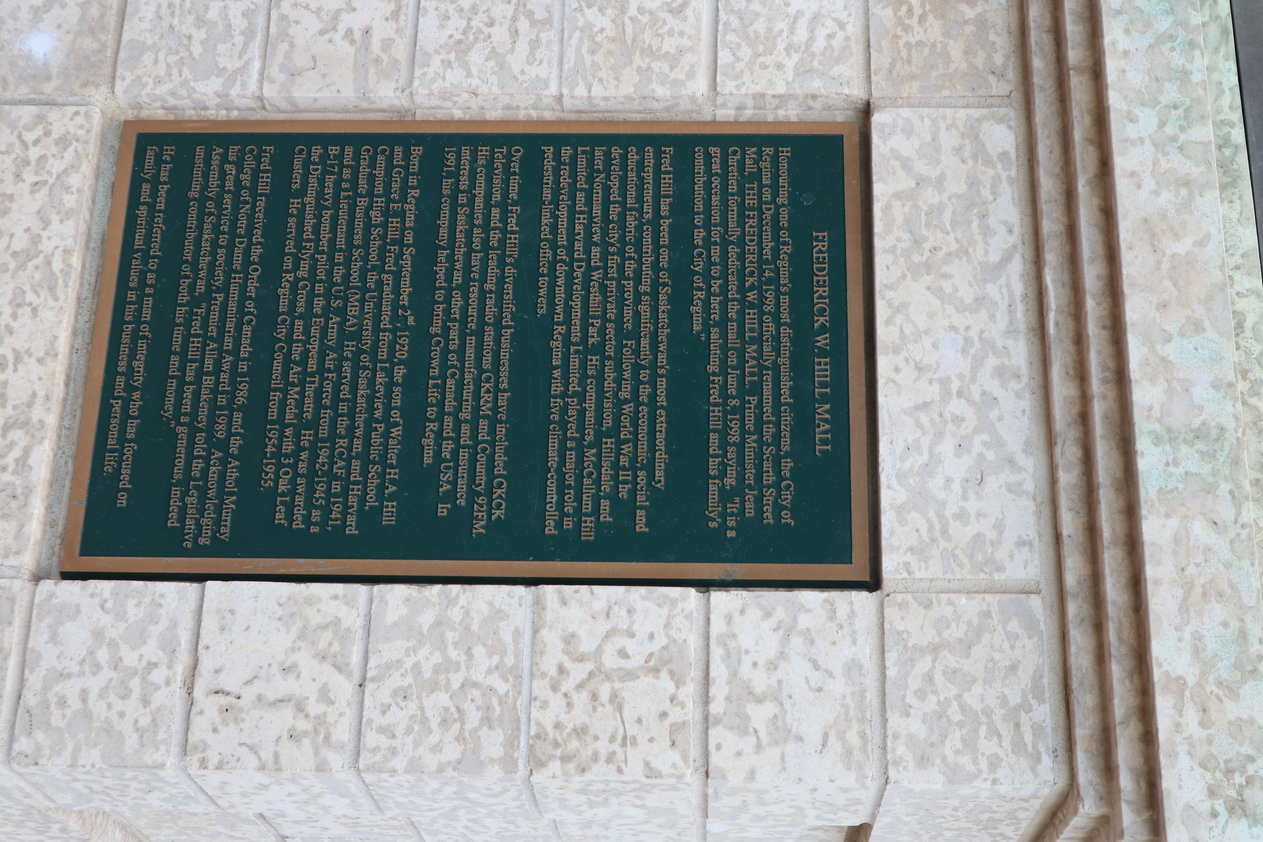 FREDERICK W. HILL MALL
Honouring one of Regina's most distinguished citizens, the City of
Regina on December 14, 1998 officially renamed the Scarth Street
Mall, THE FREDERICK W. HILL MALL. Prime Minister Jean
Chretien formally dedicated the mall on June 8, 1998 saying, "It is a
great occasion for me to be here, saluting Fred Hill and his family's
contribution to the City of Regina."
Fred Hill has been one of Saskatchewan's most extraordinary
entrepreneurs, contributing significantly to the economic, social and
educational fabric of the province. Following World War II he
developed the city's first private sector subdivision, Hillsdale, and
later Normanview and Westhill Park. His companies, McCallum Hill
Limited and Harvard Developments Limited, played a major role in
the redevelopment of downtown Regina with five climate-controlled
pedestrian-linked office towers.
Over time, Fred Hill's diversified businesses have included CKCK
Television, and the leading radio stations CKRM and Country 92FM.
His companies also have resource, manufacturing and insurance
interests in Saskatchewan, other parts of Canada and the USA. In
1991, his company helped to bring Crown Life to Regina.
Born in Regina on September 2nd, 1920, the son of Walter H.A. Hill
and Grace E. Hill, Fred graduated from Lakeview Public School,
Campion High School, the University of Saskatchewan, and Harvard
Graduate Business School (MBA). He served in the RCAF in 1941,
and as a Lieutenant in the U.S. Army Air Force from 1942-1945 as a
B-17 heavy bomber pilot in the European Theatre. He was awarded
the Distinguished Flying Cross, and the Air Medal with 3 Oak Leaf
Clusters. He served on Regina City Council from 1954-1955.
Fred Hill received the Order of Canada in 1986, and the Athol Murray
College of Notre Dame Humanitarian Award in 1989. Acknowledging
his great service to society, Premier Allan Blakeney told the Legislative
Assembly of Saskatchewan, "Fred Hill has been a generous, indeed
unstinting contributor of both his time and money."
He has been referred to as a man of integrity who has focused on
family and spiritual values in his business and personal life.